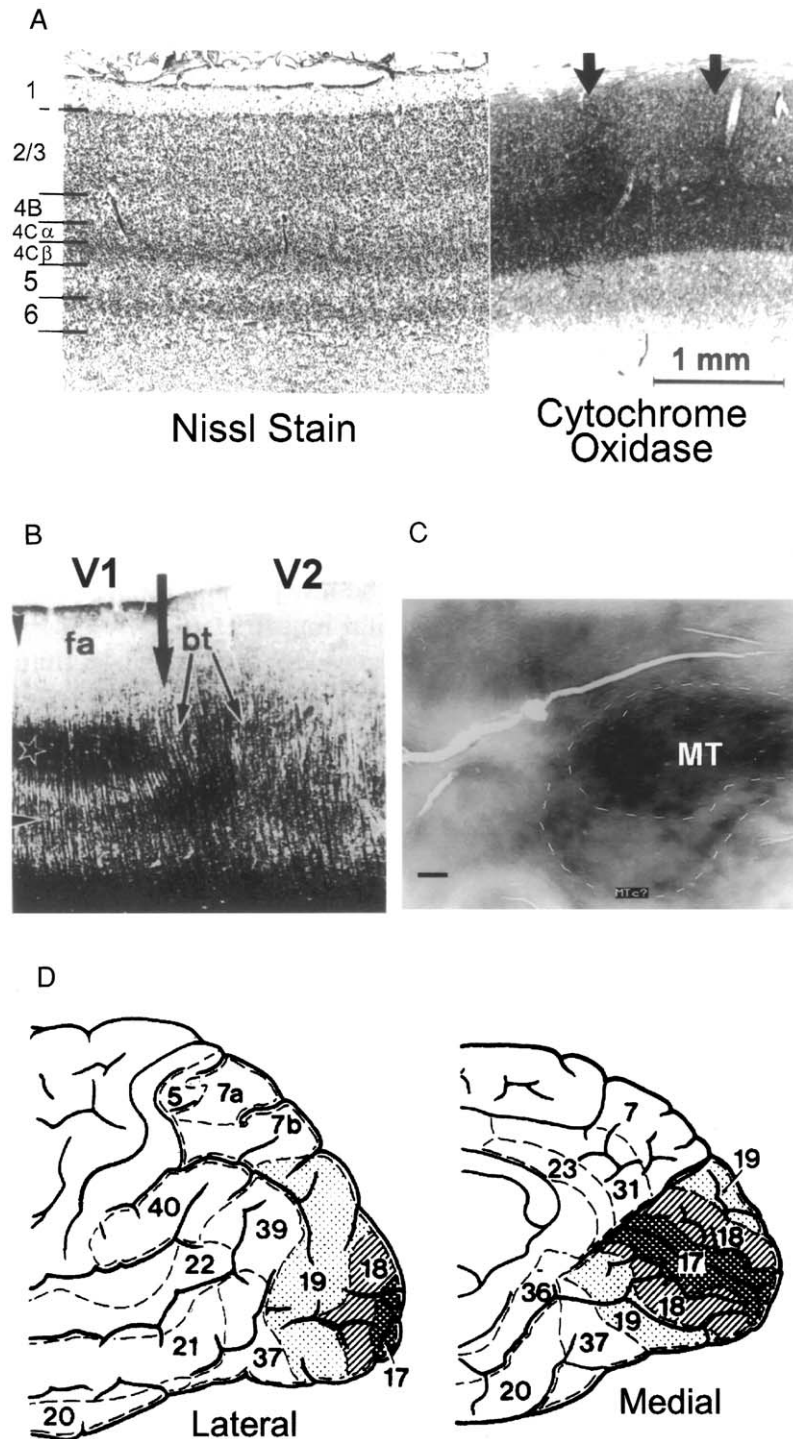 A
1
2/3
4B
4Cα
4Cβ
5
6
1 mm
Nissl Stain
Cytochrome
Oxidase
B
V1
V2
fa
bt
C
MT
MTc?
D
5
7a
7b
40
39
22
19
18
21
37
17
20
Lateral
7
19
23
31
18
17
36
18
19
37
20
Medial